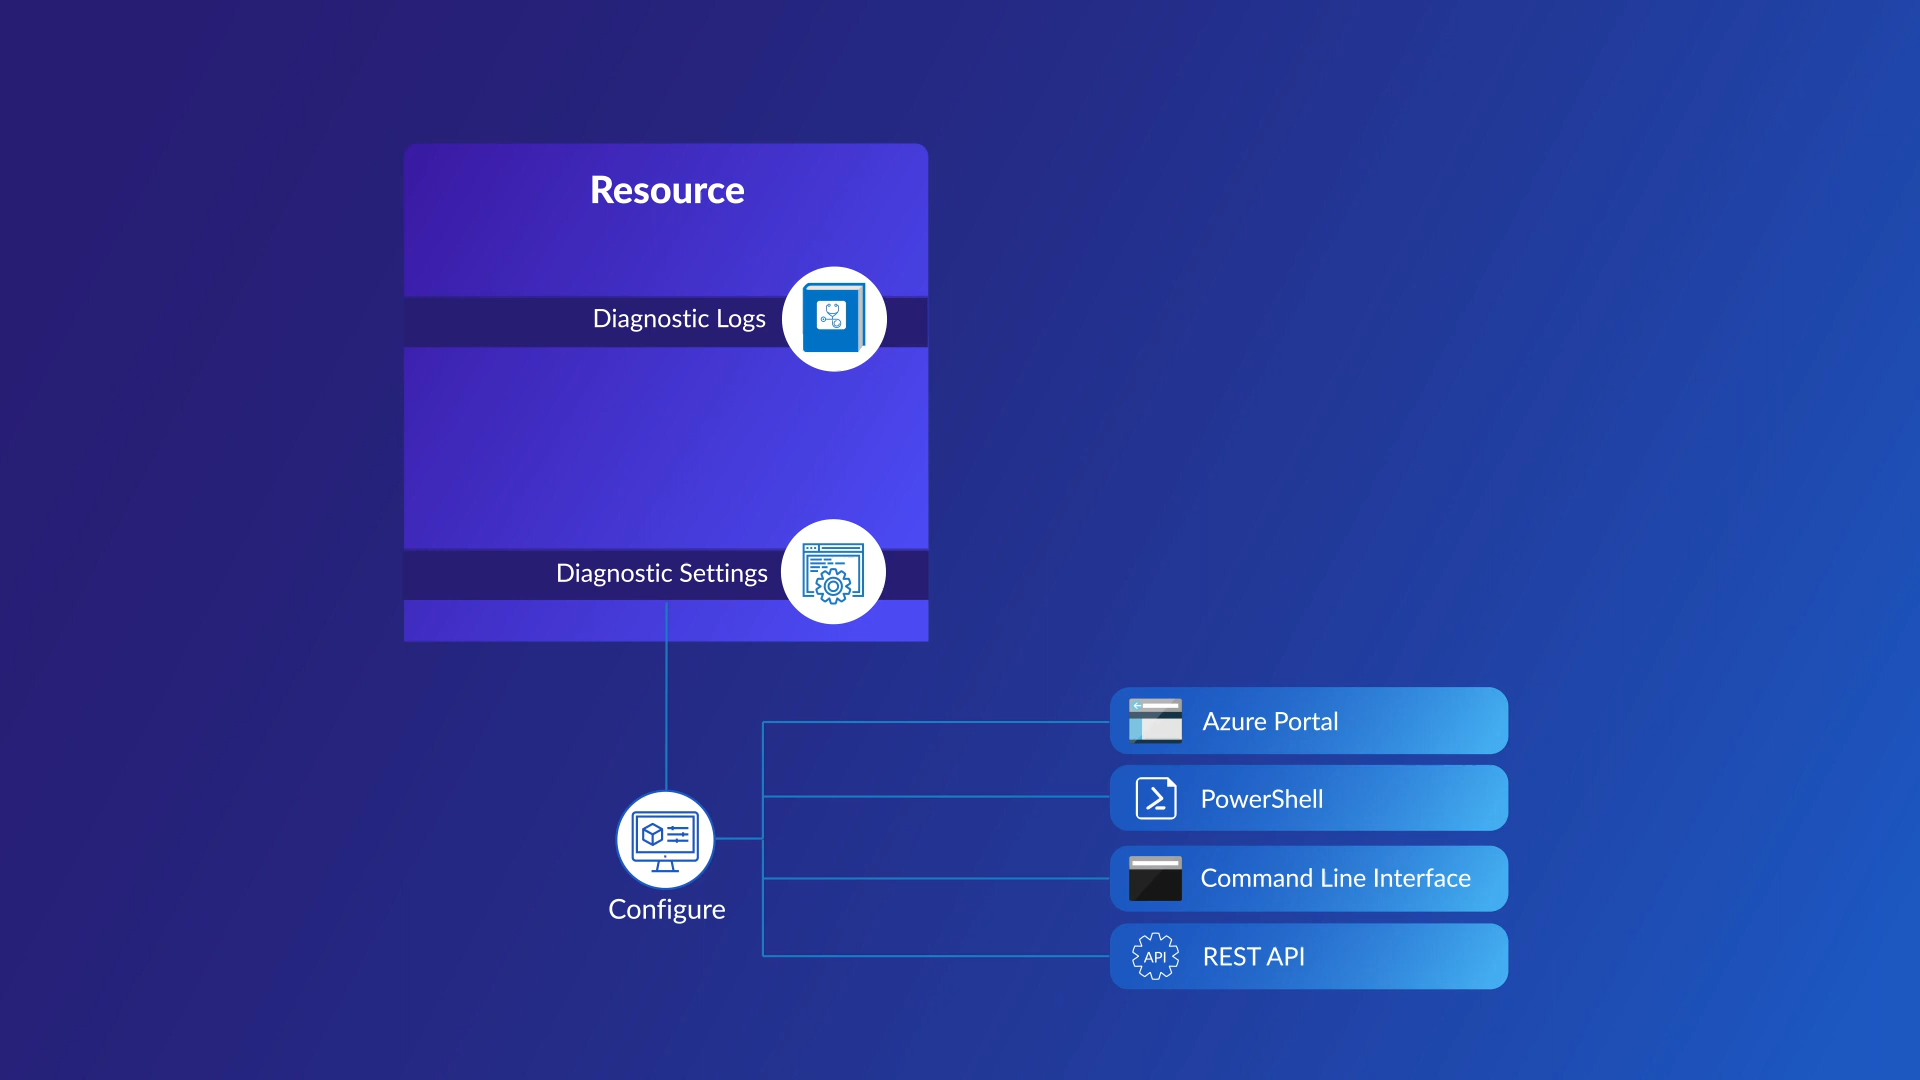 Resource
Diagnostic Logs
Diagnostic Settings
Configure
Azure Portal
PowerShell
Command Line Interface
API
REST API